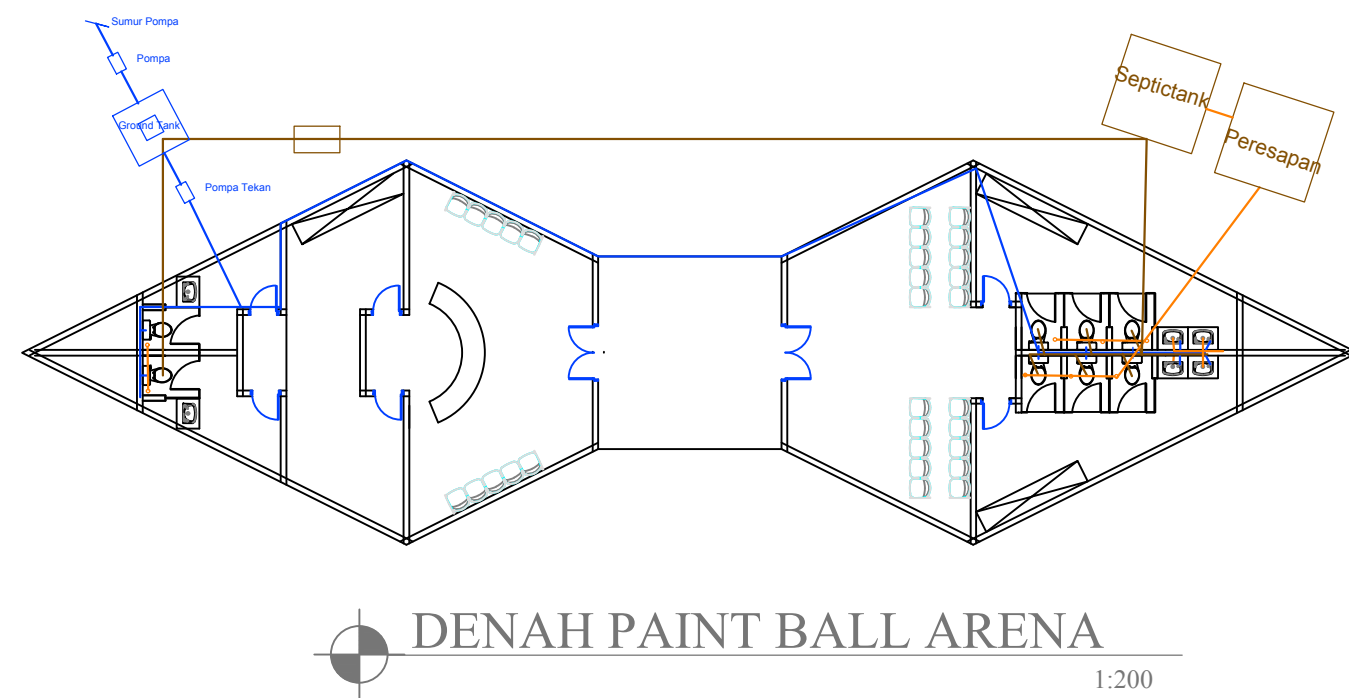 Sumur Pompa
Pompa
Ground Tank
Pompa Tekan
Septictank
Peresapan
DENAH PAINT BALL ARENA
1:200